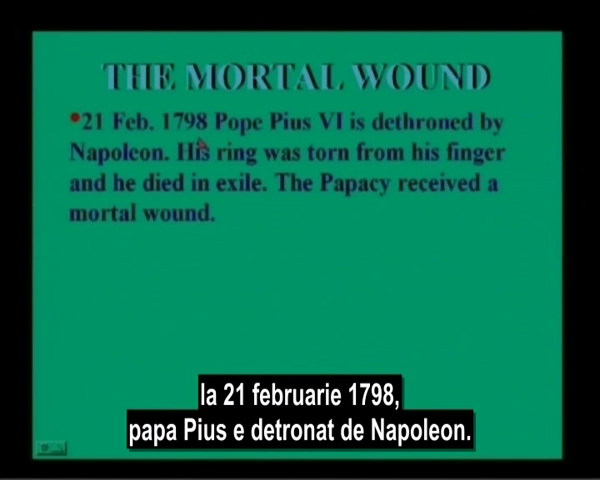 THE MORTAL WOUND
•21 Feb. 1798 Pope Pius VI is dethroned by
Napoleon. His ring was torn from his finger
and he died in exile. The Papacy received a
mortal wound.
la 21 februarie 1798,
papa Pius e detronat de Napoleon.